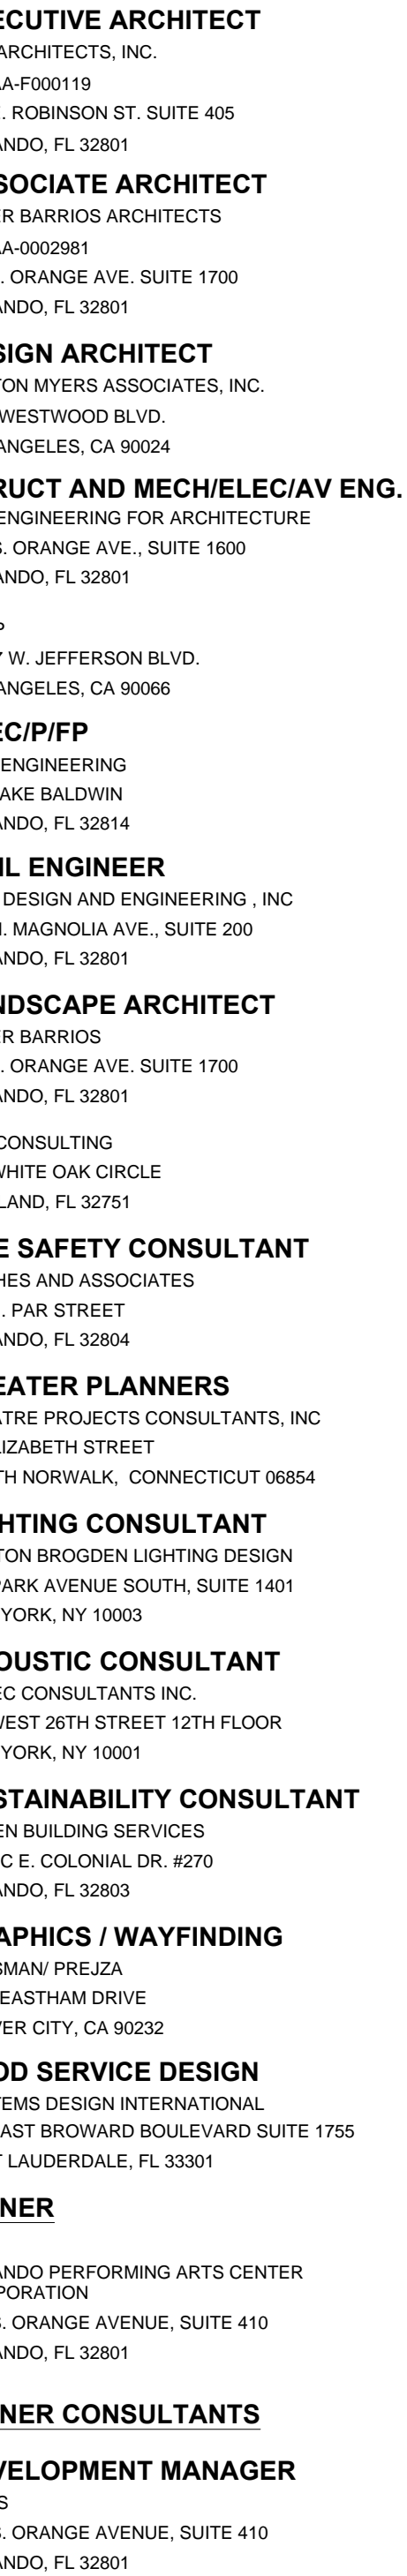 ECUTIVE ARCHITECT
ARCHITECTS, INC.
AA-F000119
. ROBINSON ST. SUITE 405
ANDO, FL 32801
SOCIATE ARCHITECT
ER BARRIOS ARCHITECTS
AA-0002981
. ORANGE AVE. SUITE 1700
ANDO, FL 32801
SIGN ARCHITECT
TON MYERS ASSOCIATES, INC.
WESTWOOD BLVD.
ANGELES, CA 90024
RUCT AND MECH/ELEC/AV ENG.
ENGINEERING FOR ARCHITECTURE
S. ORANGE AVE., SUITE 1600
ANDO, FL 32801
P
W. JEFFERSON BLVD.
ANGELES, CA 90066
EC/P/FP
ENGINEERING
AKE BALDWIN
ANDO, FL 32814
IL ENGINEER
DESIGN AND ENGINEERING , INC
N. MAGNOLIA AVE., SUITE 200
ANDO, FL 32801
NDSCAPE ARCHITECT
ER BARRIOS
. ORANGE AVE. SUITE 1700
ANDO, FL 32801
CONSULTING
WHITE OAK CIRCLE
LAND, FL 32751
E SAFETY CONSULTANT
HES AND ASSOCIATES
. PAR STREET
ANDO, FL 32804
EATER PLANNERS
ATRE PROJECTS CONSULTANTS, INC
LIZABETH STREET
TH NORWALK, CONNECTICUT 06854
HTING CONSULTANT
TON BROGDEN LIGHTING DESIGN
PARK AVENUE SOUTH, SUITE 1401
YORK, NY 10003
OUSTIC CONSULTANT
EC CONSULTANTS INC.
WEST 26TH STREET 12TH FLOOR
YORK, NY 10001
STAINABILITY CONSULTANT
EN BUILDING SERVICES
C E. COLONIAL DR. #270
ANDO, FL 32803
APHICS / WAYFINDING
SMAN/ PREJZA
EASTHAM DRIVE
VER CITY, CA 90232
OD SERVICE DESIGN
TEMS DESIGN INTERNATIONAL
AST BROWARD BOULEVARD SUITE 1755
T LAUDERDALE, FL 33301
NER
ANDO PERFORMING ARTS CENTER
PORATION
S. ORANGE AVENUE, SUITE 410
ANDO, FL 32801
NER CONSULTANTS
VELOPMENT MANAGER
S
S. ORANGE AVENUE, SUITE 410
ANDO, FL 32801